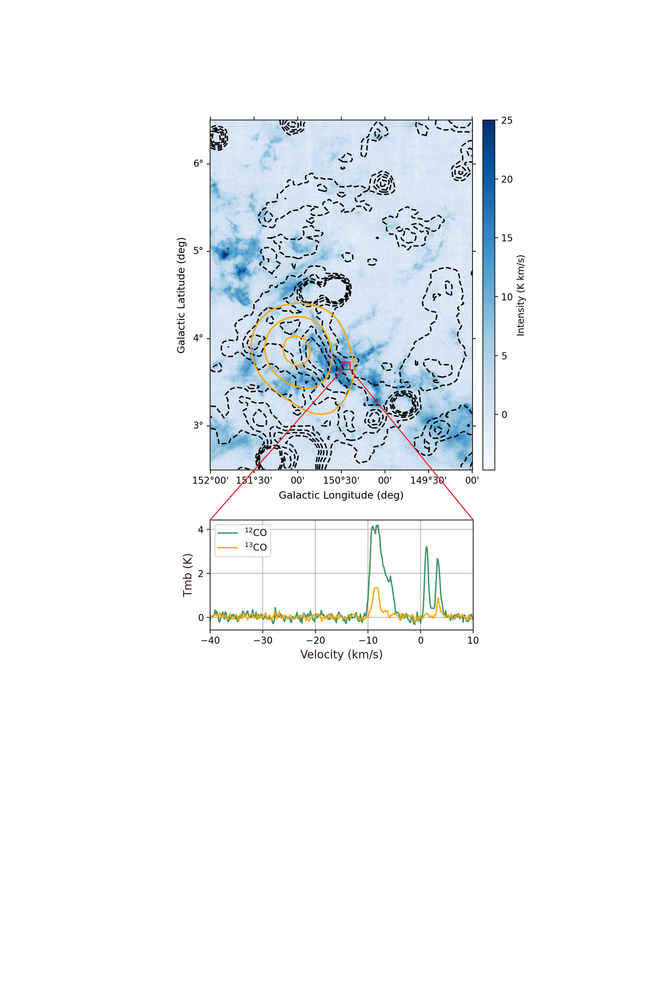 25
20
15
10
5
0
Intensity (K km/s)
6°
5°
4°
3°
Galactic Latitude (deg)
152°00' 151°30' 00' 150°30' 00' 149°30' 00'
Galactic Longitude (deg)
¹²CO
¹³CO
4
2
0
Tmb (K)
−40 −30 −20 −10 0 10
Velocity (km/s)